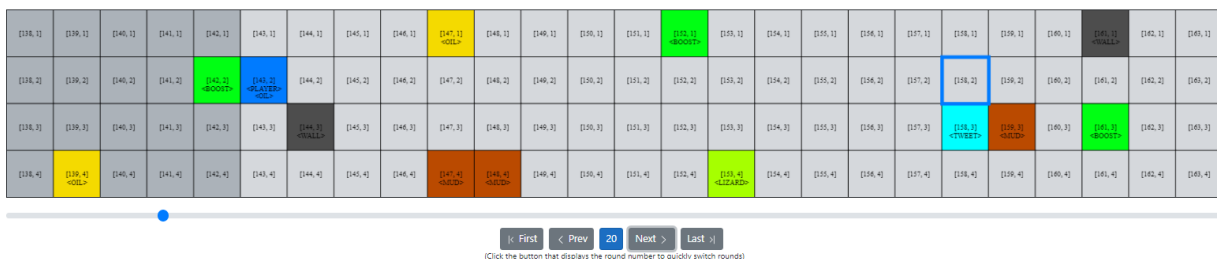 [138, 1] [139, 1] [140, 1] [141, 1] [142, 1] [143, 1] [144, 1] [145, 1] [146, 1] [147, 1] [148, 1] [149, 1] [150, 1] [151, 1] [152, 1] [153, 1] [154, 1] [155, 1] [156, 1] [157, 1] [158, 1] [159, 1] [160, 1] [161, 1] [162, 1] [163, 1]
<OIL> <BOOST> <WALL>
[138, 2] [139, 2] [140, 2] [141, 2] [142, 2] [143, 2] [144, 2] [145, 2] [146, 2] [147, 2] [148, 2] [149, 2] [150, 2] [151, 2] [152, 2] [153, 2] [154, 2] [155, 2] [156, 2] [157, 2] [158, 2] [159, 2] [160, 2] [161, 2] [162, 2] [163, 2]
<BOOST> <PLAYER>
<OIL>
[138, 3] [139, 3] [140, 3] [141, 3] [142, 3] [143, 3] [144, 3] [145, 3] [146, 3] [147, 3] [148, 3] [149, 3] [150, 3] [151, 3] [152, 3] [153, 3] [154, 3] [155, 3] [156, 3] [157, 3] [158, 3] [159, 3] [160, 3] [161, 3] [162, 3] [163, 3]
<WALL> <TWEET> <MUD> <BOOST>
[138, 4] [139, 4] [140, 4] [141, 4] [142, 4] [143, 4] [144, 4] [145, 4] [146, 4] [147, 4] [148, 4] [149, 4] [150, 4] [151, 4] [152, 4] [153, 4] [154, 4] [155, 4] [156, 4] [157, 4] [158, 4] [159, 4] [160, 4] [161, 4] [162, 4] [163, 4]
<OIL> <MUD> <MUD> <LIZARD>
|< First < Prev 20 Next > Last >|
(Click the button that displays the round number to quickly switch rounds)